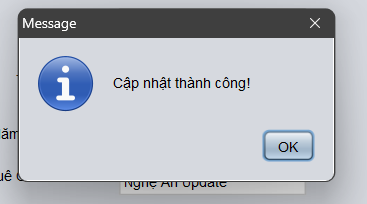 Message
Cập nhật thành công!
OK
Nghệ An Update